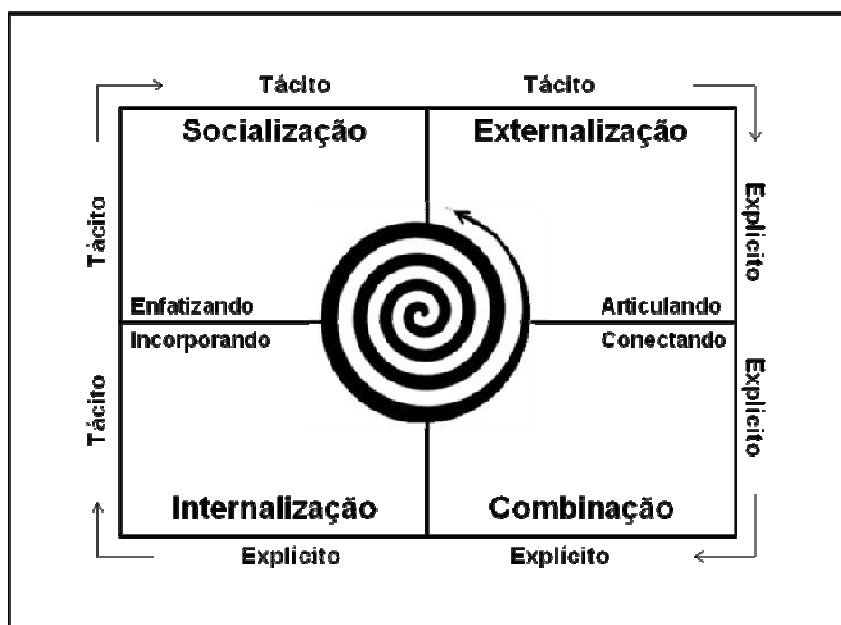 Tácito Tácito
Socialização Externalização
Tácito Explícito
Enfatizando Articulando
Incorporando Conectando
Tácito Explícito
Internalização Combinação
Explícito Explícito